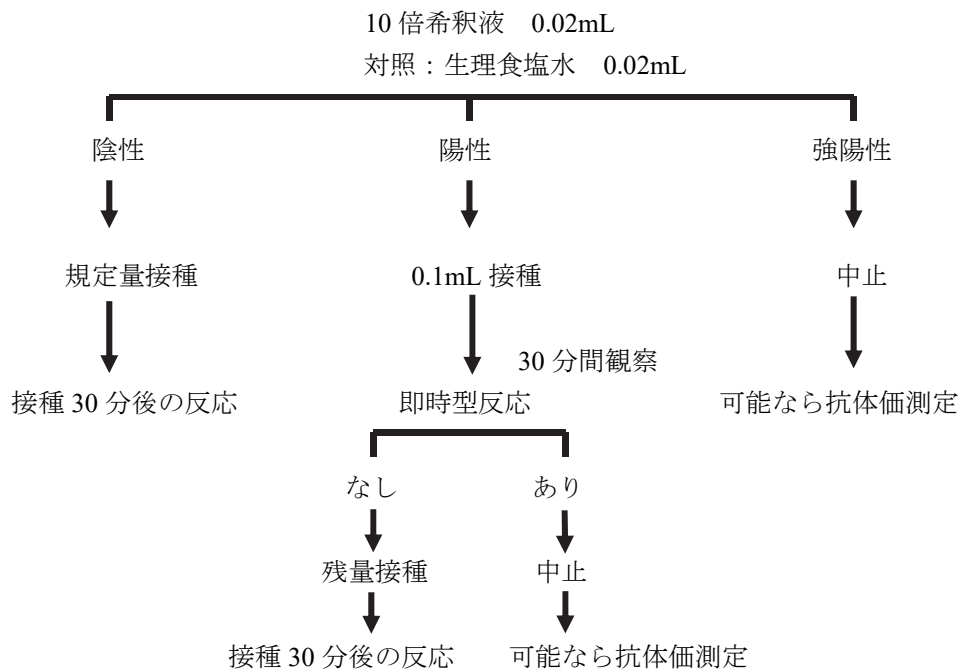 10 倍希釈液　0.02mL
対照：生理食塩水　0.02mL
陰性　陽性　強陽性
規定量接種　0.1mL 接種　中止
30 分間観察
接種 30 分後の反応　即時型反応　可能なら抗体価測定
なし　あり
残量接種　中止
接種 30 分後の反応　可能なら抗体価測定